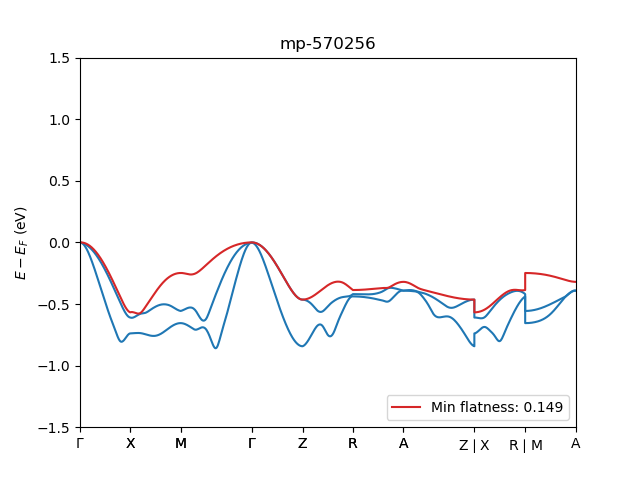 mp-570256
E − E_F (eV)
1.5
1.0
0.5
0.0
−0.5
−1.0
−1.5
Min flatness: 0.149
Γ X M Γ Z R A Z | X R | M A